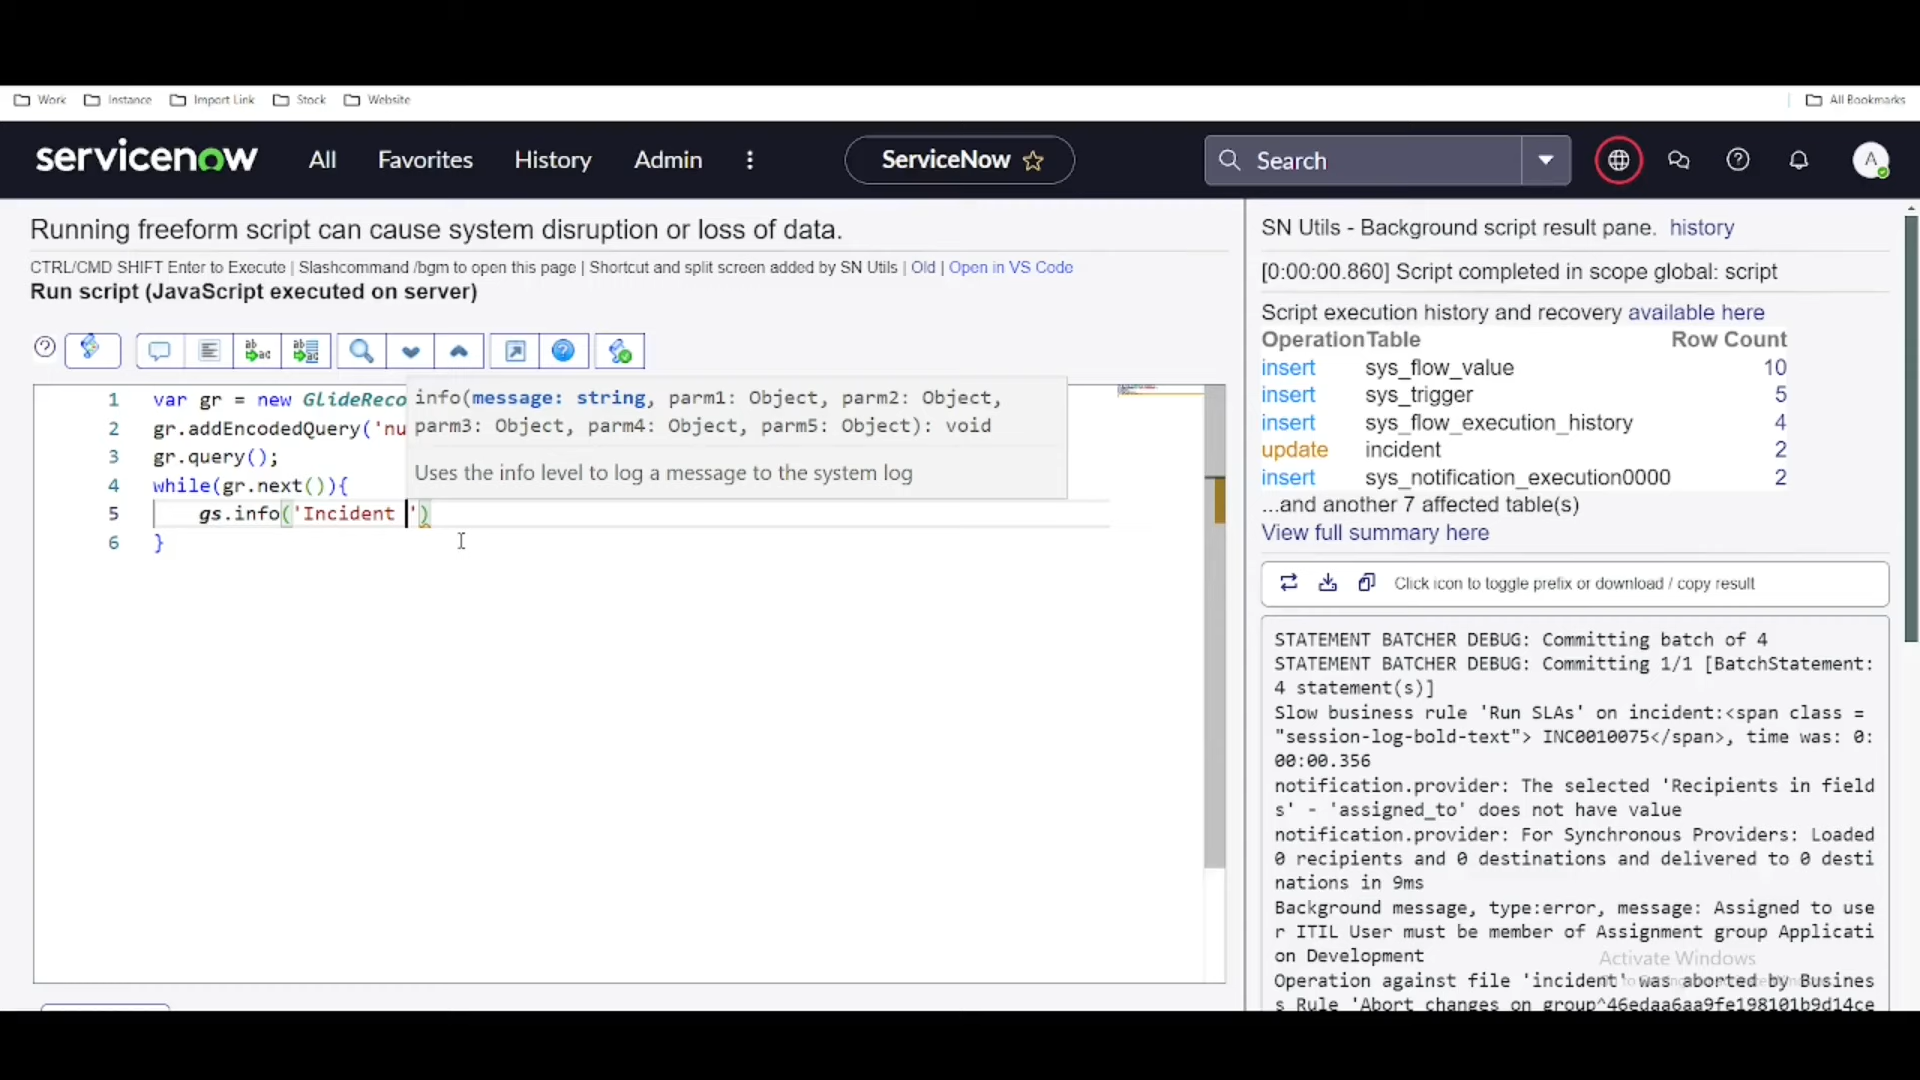 Work Instance Import Link Stock Website All Bookmarks
servicenow All Favorites History Admin ServiceNow Search A
Running freeform script can cause system disruption or loss of data.
CTRL/CMD SHIFT Enter to Execute | Slashcommand /bgm to open this page | Shortcut and split screen added by SN Utils | Old | Open in VS Code
Run script (JavaScript executed on server)
1 var gr = new GlideReco
2 gr.addEncodedQuery('nu
3 gr.query();
4 while(gr.next()){
5 gs.info('Incident ')
6 }
info(message: string, parm1: Object, parm2: Object,
parm3: Object, parm4: Object, parm5: Object): void
Uses the info level to log a message to the system log
SN Utils - Background script result pane. history
[0:00:00.860] Script completed in scope global: script
Script execution history and recovery available here
Operation Table Row Count
insert sys_flow_value 10
insert sys_trigger 5
insert sys_flow_execution_history 4
update incident 2
insert sys_notification_execution0000 2
...and another 7 affected table(s)
View full summary here
Click icon to toggle prefix or download / copy result
STATEMENT BATCHER DEBUG: Committing batch of 4
STATEMENT BATCHER DEBUG: Committing 1/1 [BatchStatement:
4 statement(s)]
Slow business rule 'Run SLAs' on incident:<span class =
"session-log-bold-text"> INC0010075</span>, time was: 0:
00:00.356
notification.provider: The selected 'Recipients in field
s' - 'assigned_to' does not have value
notification.provider: For Synchronous Providers: Loaded
0 recipients and 0 destinations and delivered to 0 desti
nations in 9ms
Background message, type:error, message: Assigned to use
r ITIL User must be member of Assignment group Applicati
on Development
Activate Windows
Operation against file 'incident' was aborted by Busines
s Rule 'Abort changes on group^46edaa6aa9fe198101b9d14ce